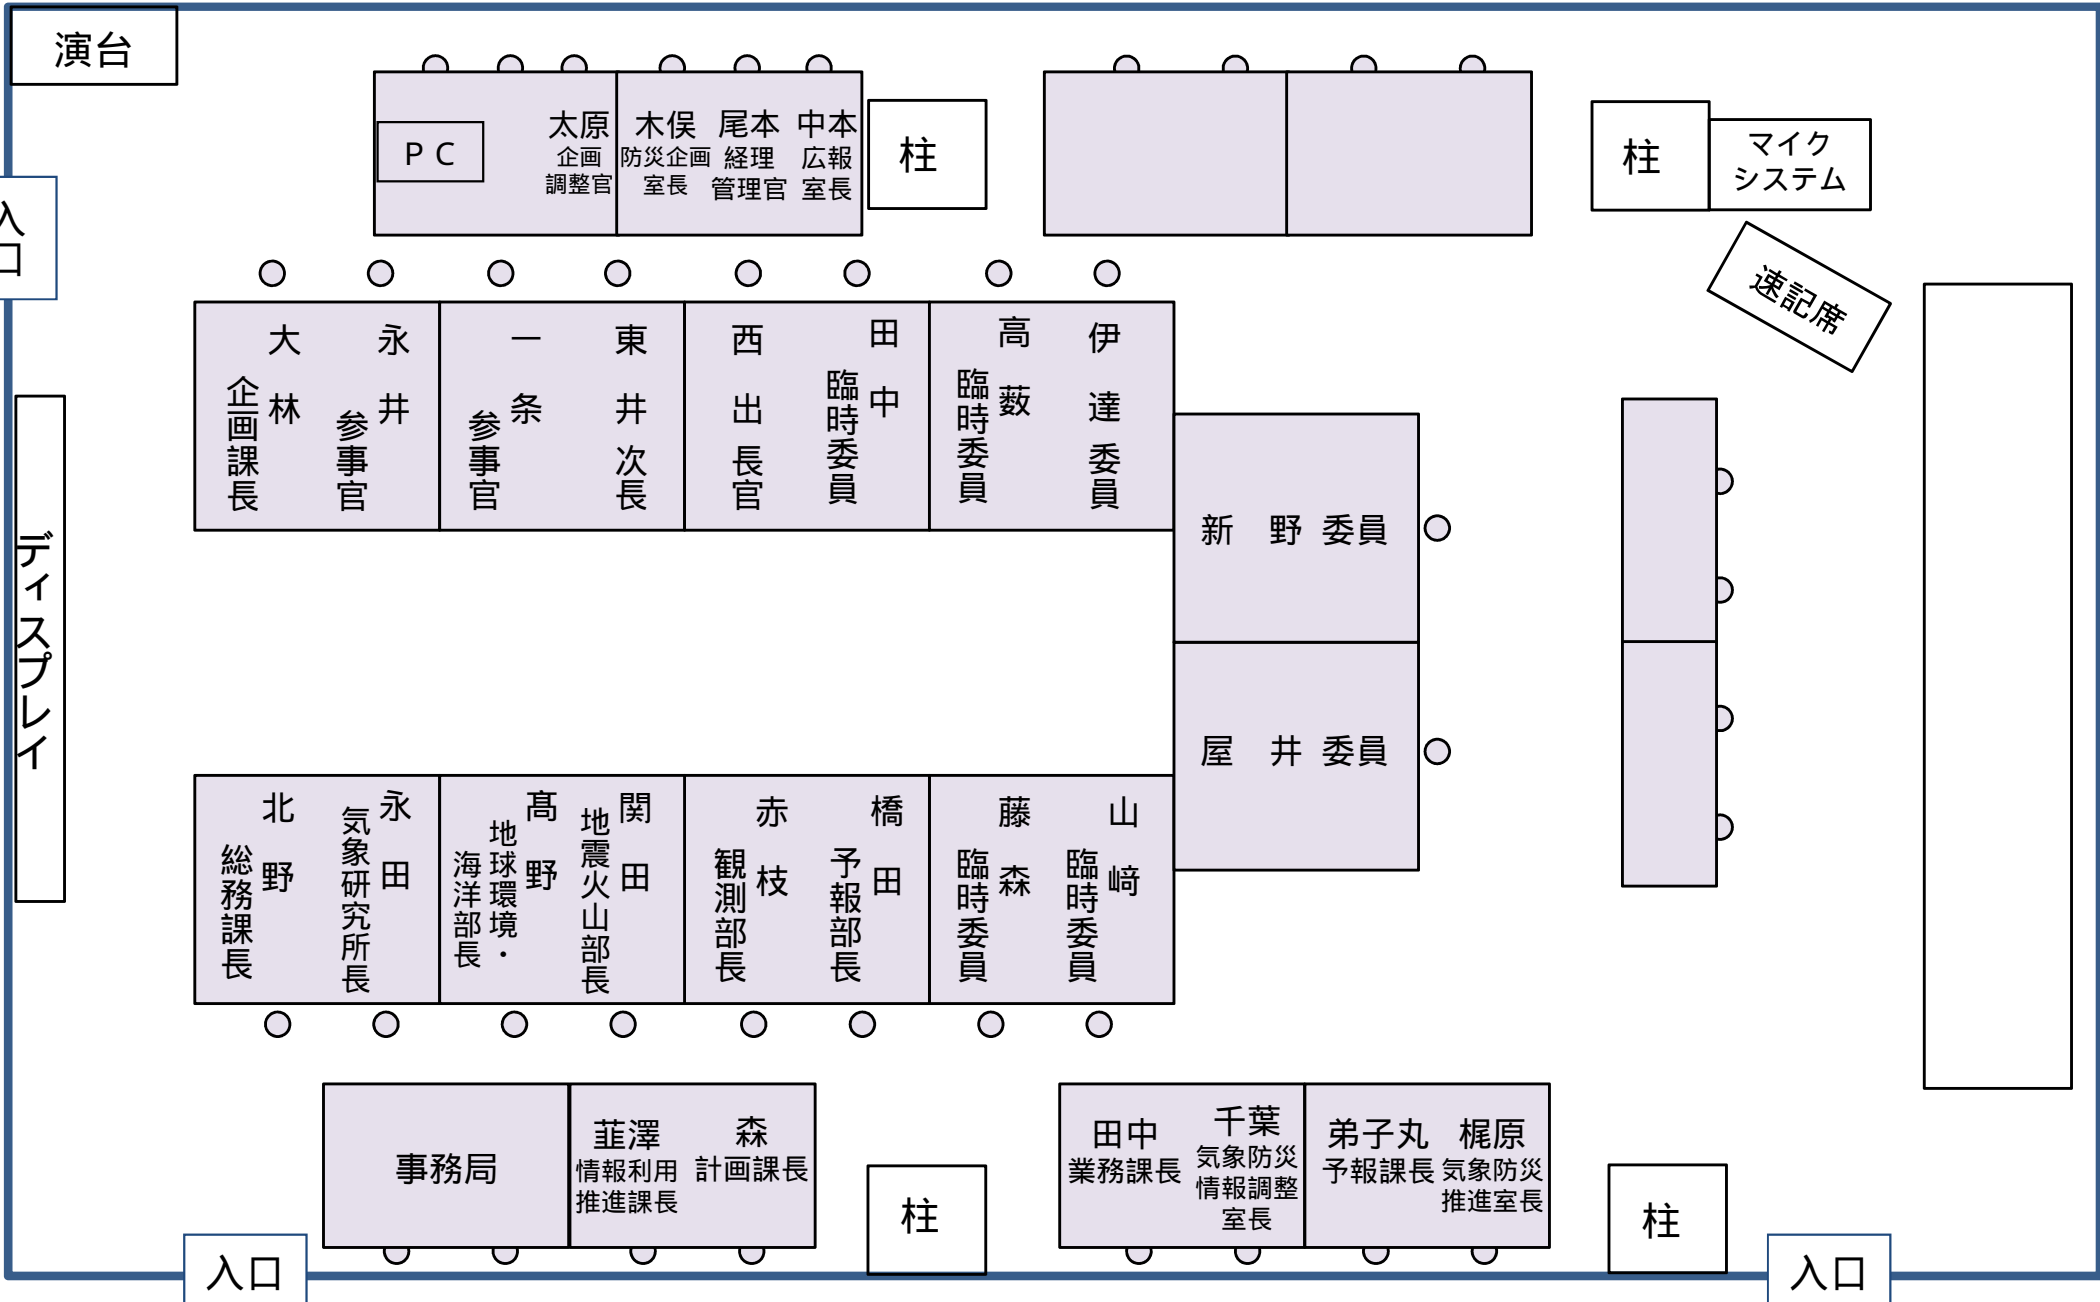 演台
ＰＣ
太原
企画
調整官
木俣
防災企画
室長
尾本
経理
管理官
中本
広報
室長
柱
柱
マイク
システム
速記席
入口
ディスプレイ
大林
企画課長
永井
参事官
一条
参事官
東井次長
西出長官
田中
臨時委員
高薮
臨時委員
伊達委員
新　野 委員
屋　井 委員
北野
総務課長
永田
気象研究所長
髙野
地球環境・
海洋部長
関田
地震火山部長
赤枝
観測部長
橋田
予報部長
藤森
臨時委員
山﨑
臨時委員
事務局
韮澤
情報利用
推進課長
森
計画課長
柱
田中
業務課長
千葉
気象防災
情報調整
室長
弟子丸
予報課長
梶原
気象防災
推進室長
柱
入口
入口